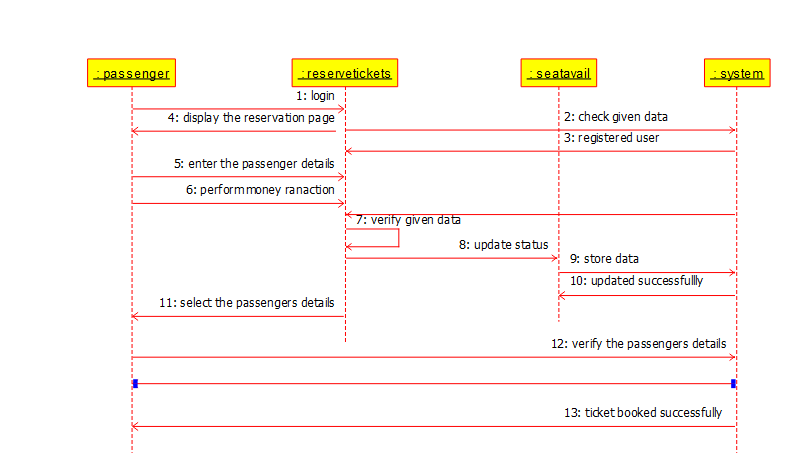 : passenger
: reservetickets
: seatavail
: system
1: login
4: display the reservation page
2: check given data
3: registered user
5: enter the passenger details
6: perform money ranaction
7: verify given data
8: update status
9: store data
10: updated successfullly
11: select the passengers details
12: verify the passengers details
13: ticket booked successfully